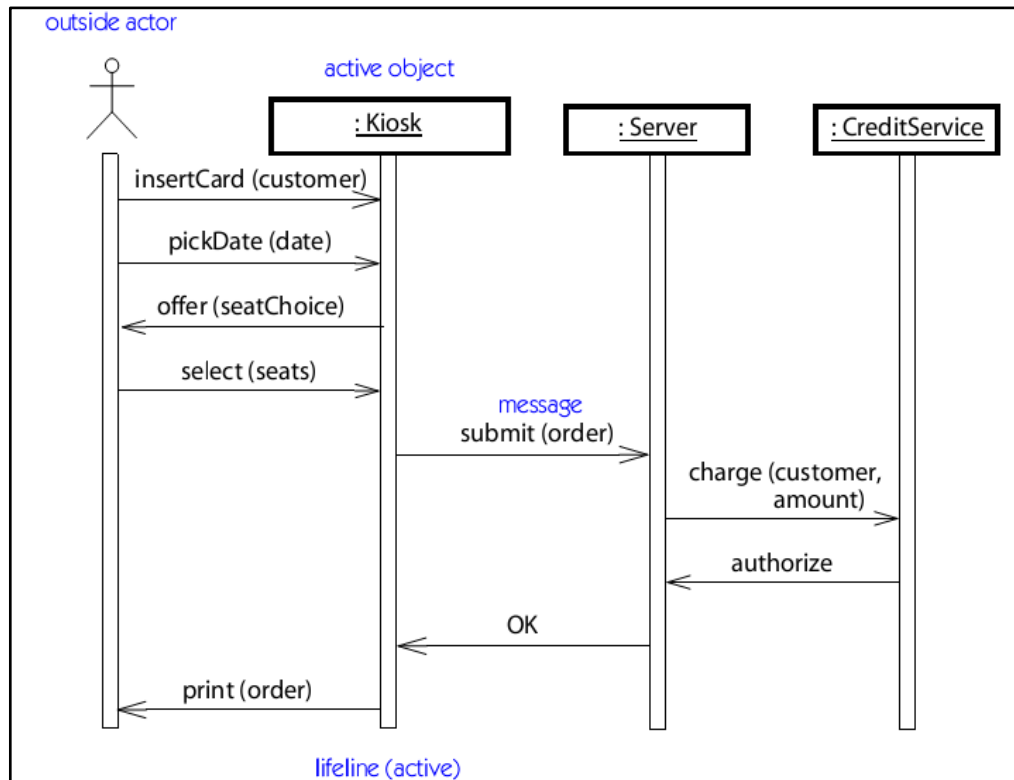 outside actor
active object
: Kiosk
: Server
: CreditService
insertCard (customer)
pickDate (date)
offer (seatChoice)
select (seats)
message
submit (order)
charge (customer,
amount)
authorize
OK
print (order)
lifeline (active)